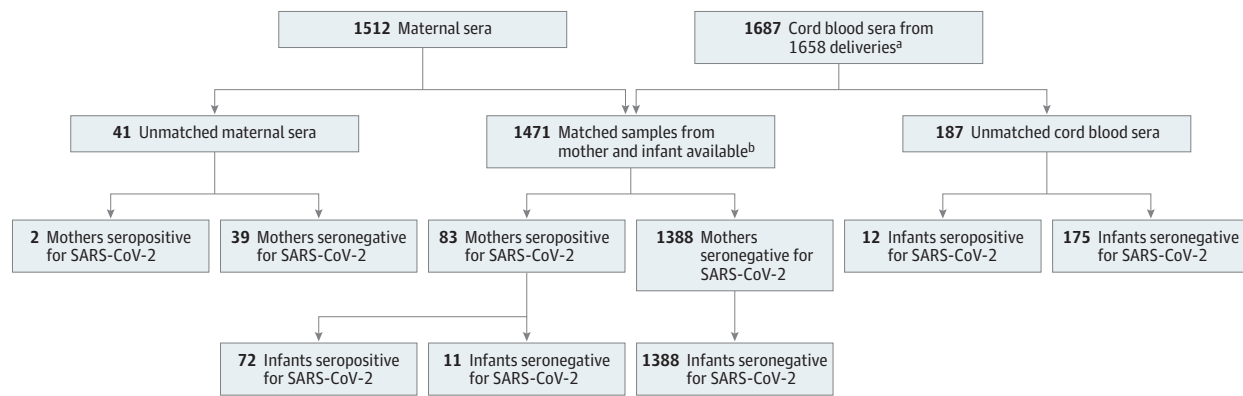 1512 Maternal sera
1687 Cord blood sera from
1658 deliveriesa
41 Unmatched maternal sera
1471 Matched samples from
mother and infant availableb
187 Unmatched cord blood sera
2 Mothers seropositive
for SARS-CoV-2
39 Mothers seronegative
for SARS-CoV-2
83 Mothers seropositive
for SARS-CoV-2
1388 Mothers
seronegative for
SARS-CoV-2
12 Infants seropositive
for SARS-CoV-2
175 Infants seronegative
for SARS-CoV-2
72 Infants seropositive
for SARS-CoV-2
11 Infants seronegative
for SARS-CoV-2
1388 Infants seronegative
for SARS-CoV-2